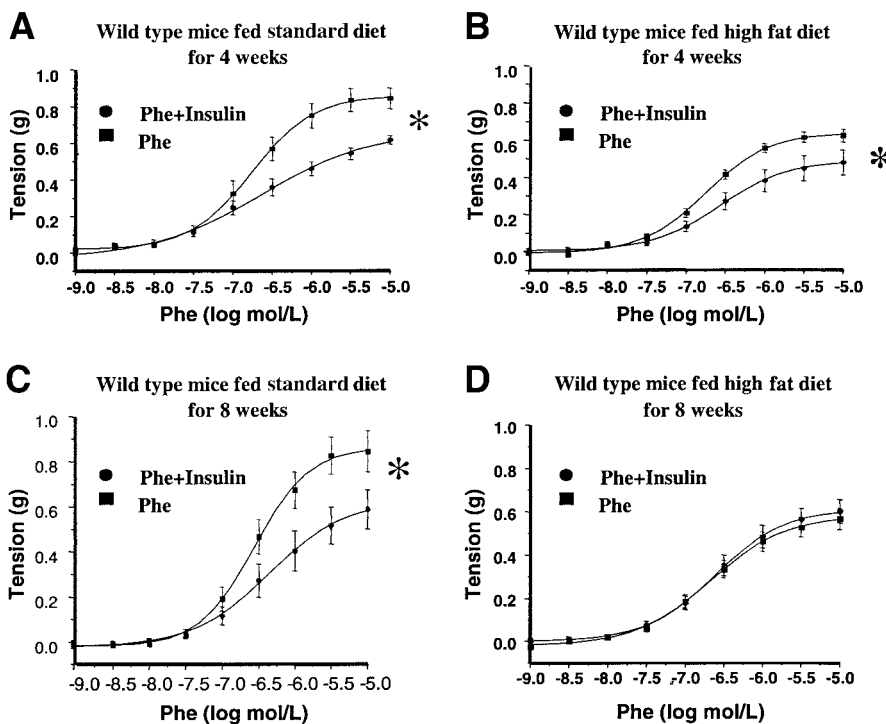 A
Wild type mice fed standard diet
for 4 weeks
Tension (g)
1.0
0.8
0.6
0.4
0.2
0.0
Phe+Insulin
Phe
*
-9.0 -8.5 -8.0 -7.5 -7.0 -6.5 -6.0 -5.5 -5.0
Phe (log mol/L)
B
Wild type mice fed high fat diet
for 4 weeks
Tension (g)
1.0
0.8
0.6
0.4
0.2
0.0
Phe+Insulin
Phe
*
-9.0 -8.5 -8.0 -7.5 -7.0 -6.5 -6.0 -5.5 -5.0
Phe (log mol/L)
C
Wild type mice fed standard diet
for 8 weeks
Tension (g)
1.0
0.8
0.6
0.4
0.2
0.0
Phe+Insulin
Phe
*
-9.0 -8.5 -8.0 -7.5 -7.0 -6.5 -6.0 -5.5 -5.0
Phe (log mol/L)
D
Wild type mice fed high fat diet
for 8 weeks
Tension (g)
1.0
0.8
0.6
0.4
0.2
0.0
Phe+Insulin
Phe
-9.0 -8.5 -8.0 -7.5 -7.0 -6.5 -6.0 -5.5 -5.0
Phe (log mol/L)